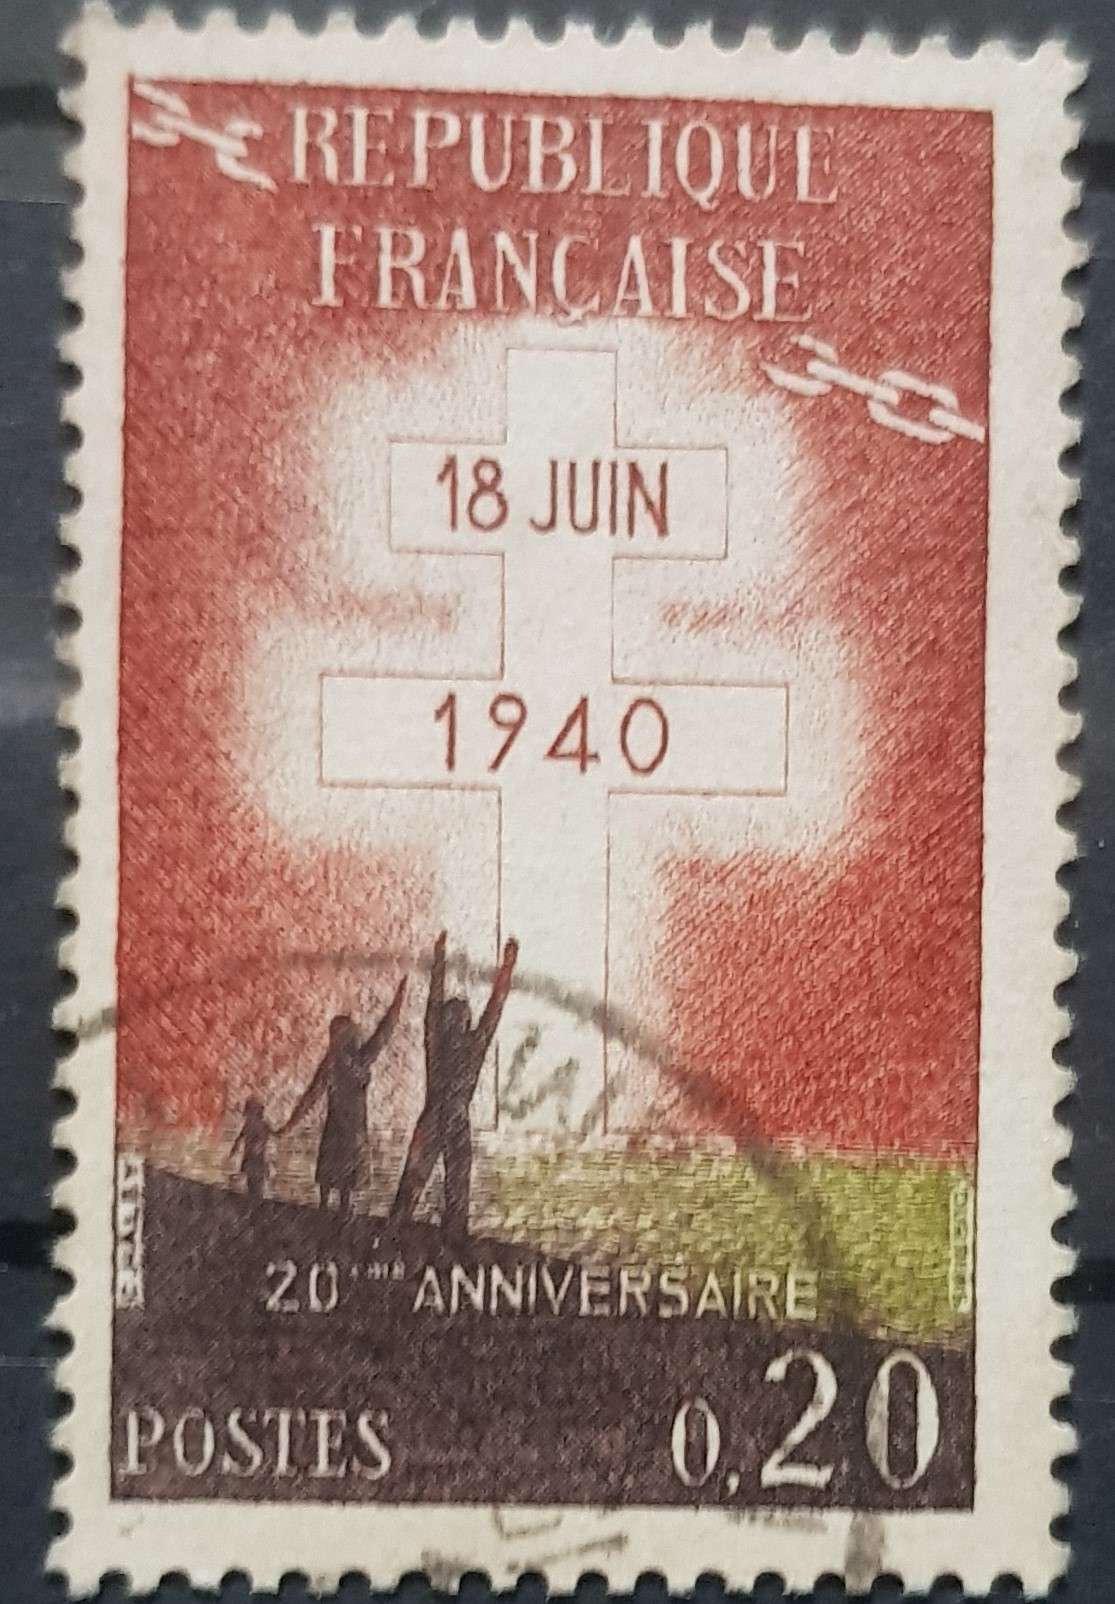 REPUBLIQUE
FRANÇAISE
18 JUIN
1940
20ème ANNIVERSAIRE
POSTES
0,20